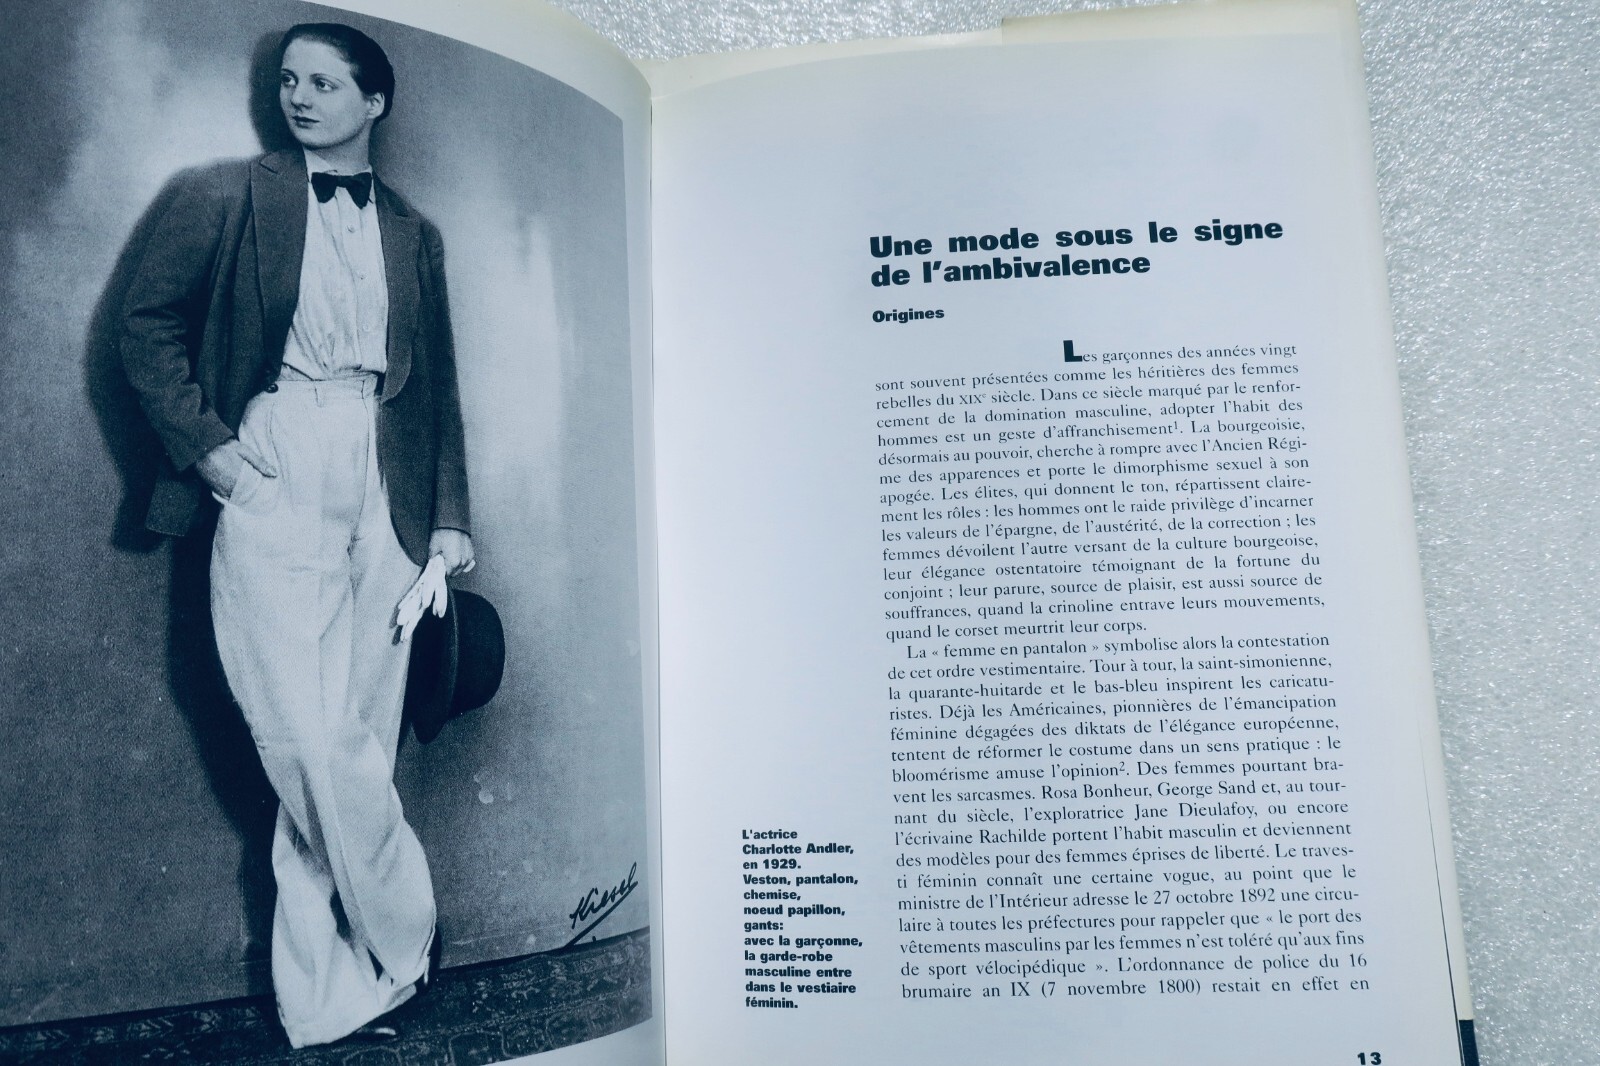 Kiesel
Une mode sous le signe
de l'ambivalence
Origines
Les garçonnes des années vingt
sont souvent présentées comme les héritières des femmes
rebelles du XIXe siècle. Dans ce siècle marqué par le renfor-
cement de la domination masculine, adopter l'habit des
hommes est un geste d'affranchisement1. La bourgeoisie,
désormais au pouvoir, cherche à rompre avec l'Ancien Régi-
me des apparences et porte le dimorphisme sexuel à son
apogée. Les élites, qui donnent le ton, répartissent claire-
ment les rôles : les hommes ont le raide privilège d'incarner
les valeurs de l'épargne, de l'austérité, de la correction ; les
femmes dévoilent l'autre versant de la culture bourgeoise,
leur élégance ostentatoire témoignant de la fortune du
conjoint ; leur parure, source de plaisir, est aussi source de
souffrances, quand la crinoline entrave leurs mouvements,
quand le corset meurtrit leur corps.
La « femme en pantalon » symbolise alors la contestation
de cet ordre vestimentaire. Tour à tour, la saint-simonienne,
la quarante-huitarde et le bas-bleu inspirent les caricatu-
ristes. Déjà les Américaines, pionnières de l'émancipation
féminine dégagées des diktats de l'élégance européenne,
tentent de réformer le costume dans un sens pratique : le
bloomérisme amuse l'opinion2. Des femmes pourtant bra-
vent les sarcasmes. Rosa Bonheur, George Sand et, au tour-
nant du siècle, l'exploratrice Jane Dieulafoy, ou encore
l'écrivaine Rachilde portent l'habit masculin et deviennent
des modèles pour des femmes éprises de liberté. Le traves-
ti féminin connaît une certaine vogue, au point que le
ministre de l'Intérieur adresse le 27 octobre 1892 une circu-
laire à toutes les préfectures pour rappeler que « le port des
vêtements masculins par les femmes n'est toléré qu'aux fins
de sport vélocipédique ». L'ordonnance de police du 16
brumaire an IX (7 novembre 1800) restait en effet en
L'actrice
Charlotte Andler,
en 1929.
Veston, pantalon,
chemise,
noeud papillon,
gants:
avec la garçonne,
la garde-robe
masculine entre
dans le vestiaire
féminin.
13